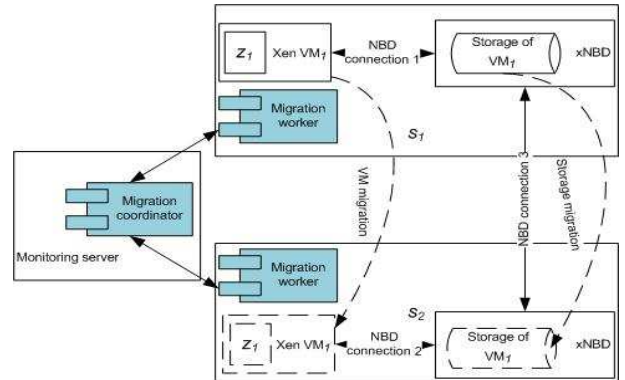 z1
Xen VM1
NBD
connection 1
Storage of
VM1
xNBD
Migration
worker
s1
Migration
coordinator
Monitoring server
VM migration
NBD connection 3
Storage migration
Migration
worker
s2
z1
Xen VM1
NBD
connection 2
Storage of
VM1
xNBD